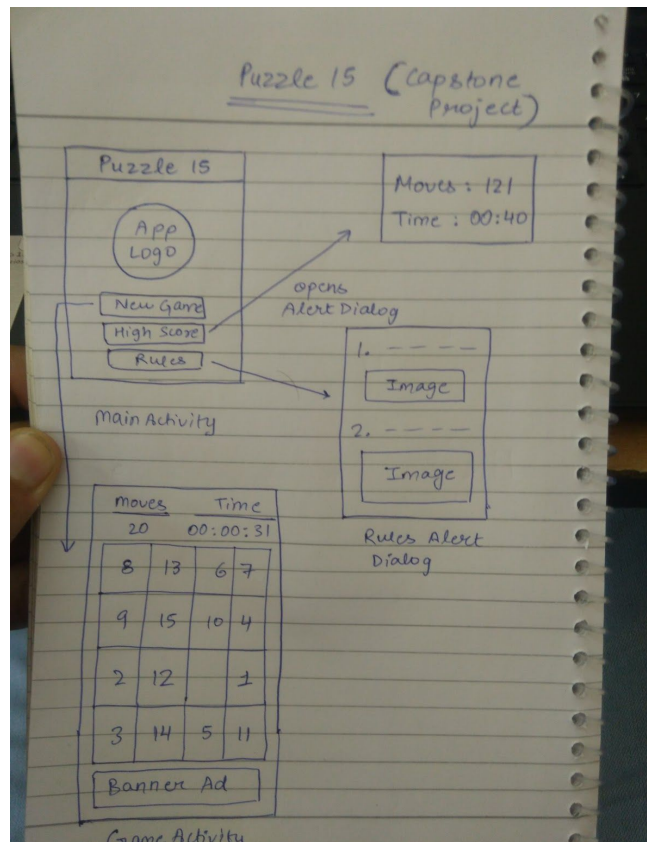 Puzzle 15 (Capstone
Project)
Puzzle 15
App
Logo
New Game
High Score
Rules
Main Activity
Moves : 121
Time : 00:40
opens
Alert Dialog
1. - - - -
Image
2. - - - -
Image
Rules Alert
Dialog
Moves Time
20 00:00:31
8 13 6 7
9 15 10 4
2 12 1
3 14 5 11
Banner Ad
Game Activity